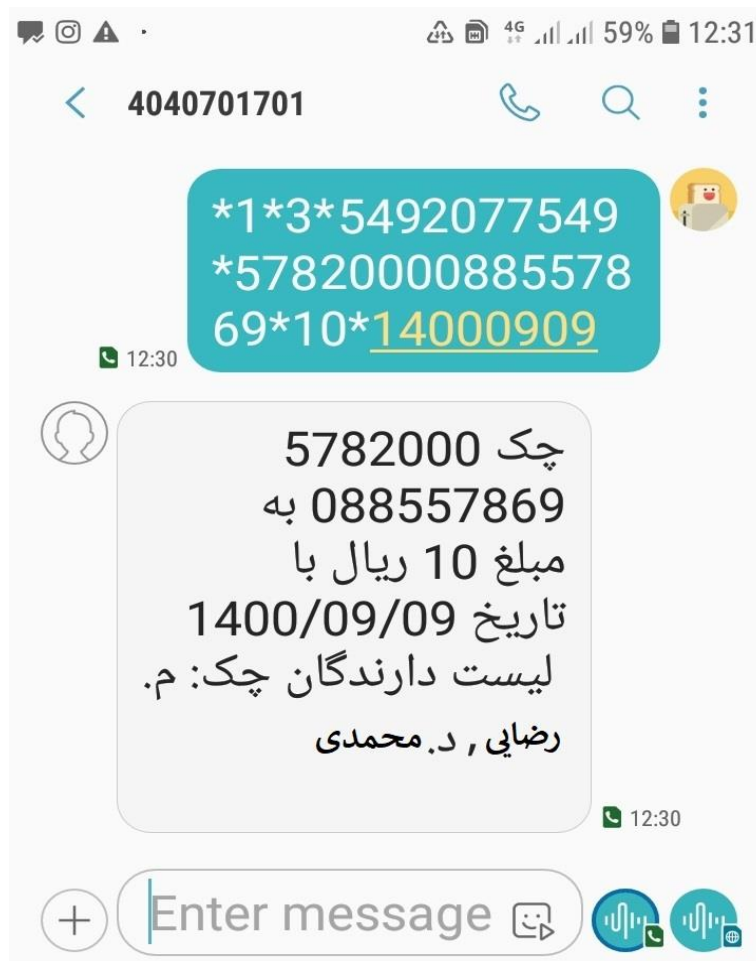 4G 59% 12:31
4040701701
*1*3*5492077549
*57820000885578
69*10*14000909
12:30
چک 5782000
088557869 به
مبلغ 10 ریال با
تاریخ 1400/09/09
لیست دارندگان چک: م.
رضایی , د. محمدی
12:30
Enter message